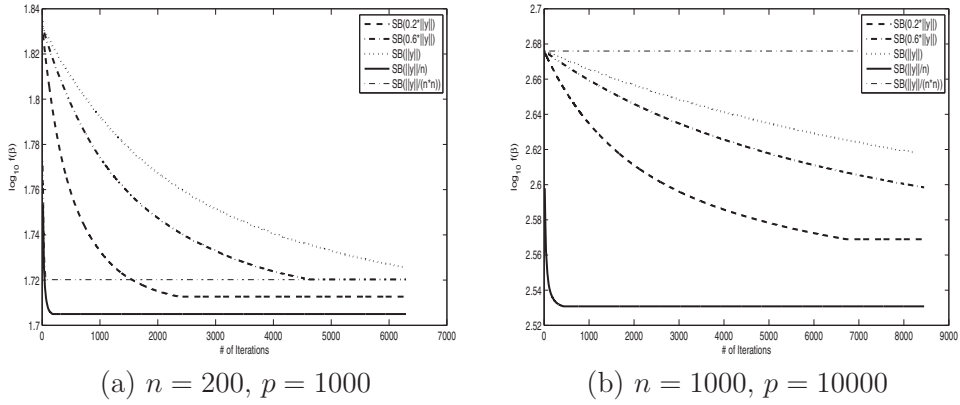 1.84
1.82
1.8
1.78
1.76
1.74
1.72
1.7
log10 f(β)
0 1000 2000 3000 4000 5000 6000 7000
# of Iterations
SB(0.2*||y||)
SB(0.6*||y||)
SB(||y||)
SB(||y||/n)
SB(||y||/(n*n))
(a) n = 200, p = 1000
2.7
2.68
2.66
2.64
2.62
2.6
2.58
2.56
2.54
2.52
log10 f(β)
0 1000 2000 3000 4000 5000 6000 7000 8000 9000
# of Iterations
SB(0.2*||y||)
SB(0.6*||y||)
SB(||y||)
SB(||y||/n)
SB(||y||/(n*n))
(b) n = 1000, p = 10000